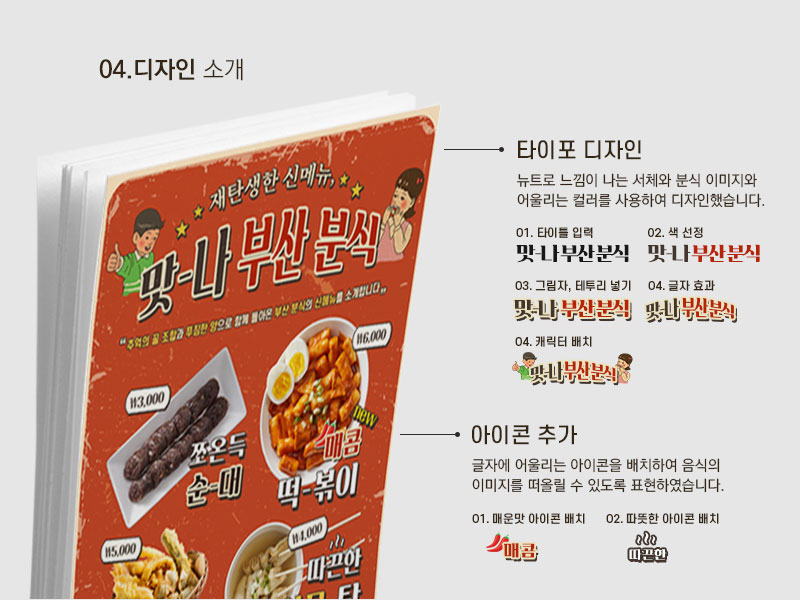 04.디자인 소개
재탄생한 신메뉴,
맛-나 부산 분식
"추억의 꿀 조합과 푸짐한 양으로 함께 돌아온 부산 분식의 신메뉴를 소개합니다"
₩3,000
쪼온득
순-대
₩6,000
new
매콤
떡-볶이
₩5,000
₩4,000
따끈한
타이포 디자인
뉴트로 느낌이 나는 서체와 분식 이미지와
어울리는 컬러를 사용하여 디자인했습니다.
01. 타이틀 입력
맛-나 부산 분식
02. 색 선정
맛-나 부산 분식
03. 그림자, 테투리 넣기
맛-나 부산 분식
04. 글자 효과
맛-나 부산 분식
04. 캐릭터 배치
맛-나 부산 분식
아이콘 추가
글자에 어울리는 아이콘을 배치하여 음식의
이미지를 떠올릴 수 있도록 표현하였습니다.
01. 매운맛 아이콘 배치
매콤
02. 따뜻한 아이콘 배치
따끈한